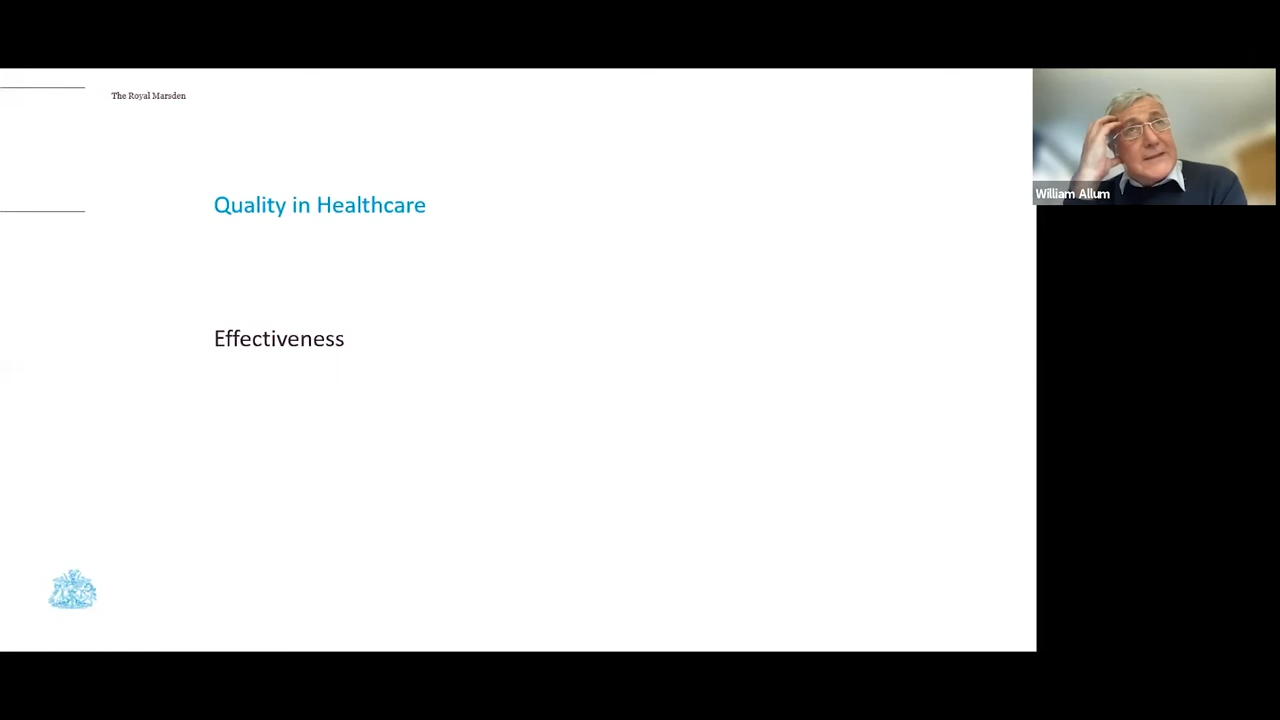 The Royal Marsden
William Allum
Quality in Healthcare
Effectiveness